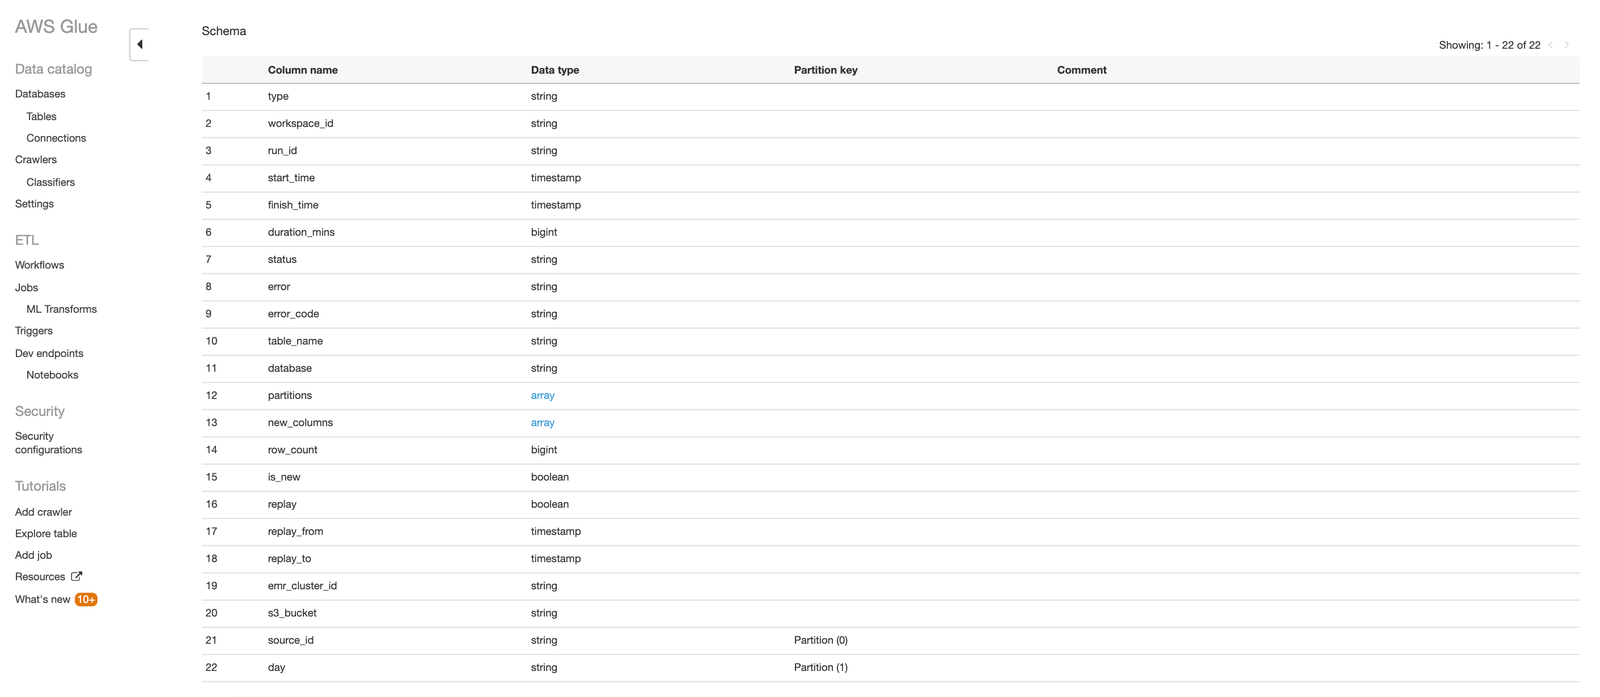 AWS Glue
Data catalog
Databases
Tables
Connections
Crawlers
Classifiers
Settings
ETL
Workflows
Jobs
ML Transforms
Triggers
Dev endpoints
Notebooks
Security
Security
configurations
Tutorials
Add crawler
Explore table
Add job
Resources
What's new 10+
Schema
Showing: 1 - 22 of 22
Column name Data type Partition key Comment
1 type string
2 workspace_id string
3 run_id string
4 start_time timestamp
5 finish_time timestamp
6 duration_mins bigint
7 status string
8 error string
9 error_code string
10 table_name string
11 database string
12 partitions array
13 new_columns array
14 row_count bigint
15 is_new boolean
16 replay boolean
17 replay_from timestamp
18 replay_to timestamp
19 emr_cluster_id string
20 s3_bucket string
21 source_id string Partition (0)
22 day string Partition (1)